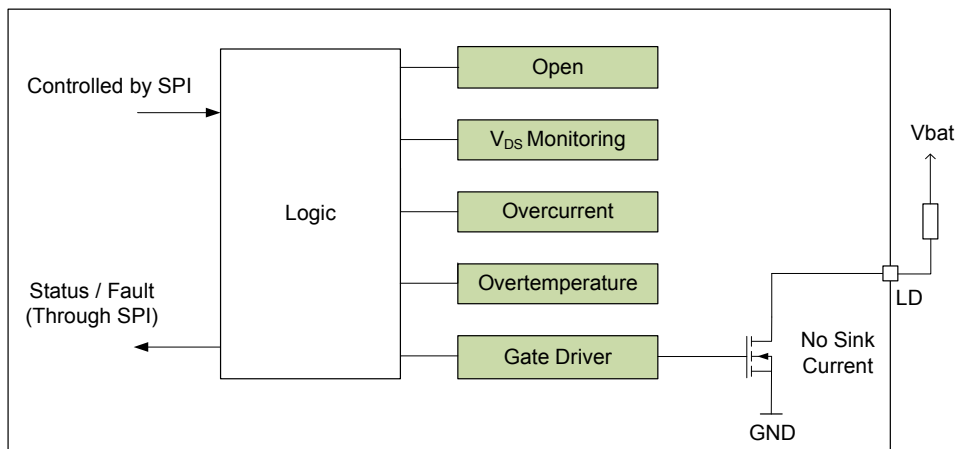 Controlled by SPI
Status / Fault
(Through SPI)
Logic
Open
VDS Monitoring
Overcurrent
Overtemperature
Gate Driver
No Sink
Current
GND
Vbat
LD